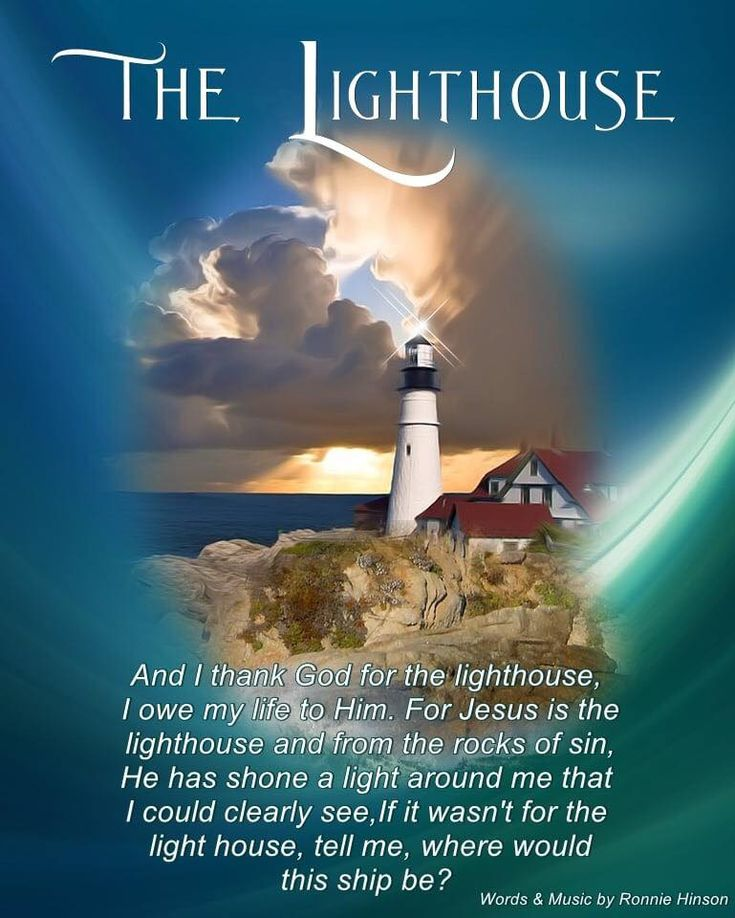 The Lighthouse
And I thank God for the lighthouse,
I owe my life to Him. For Jesus is the
lighthouse and from the rocks of sin,
He has shone a light around me that
I could clearly see,If it wasn't for the
light house, tell me, where would
this ship be?
Words & Music by Ronnie Hinson